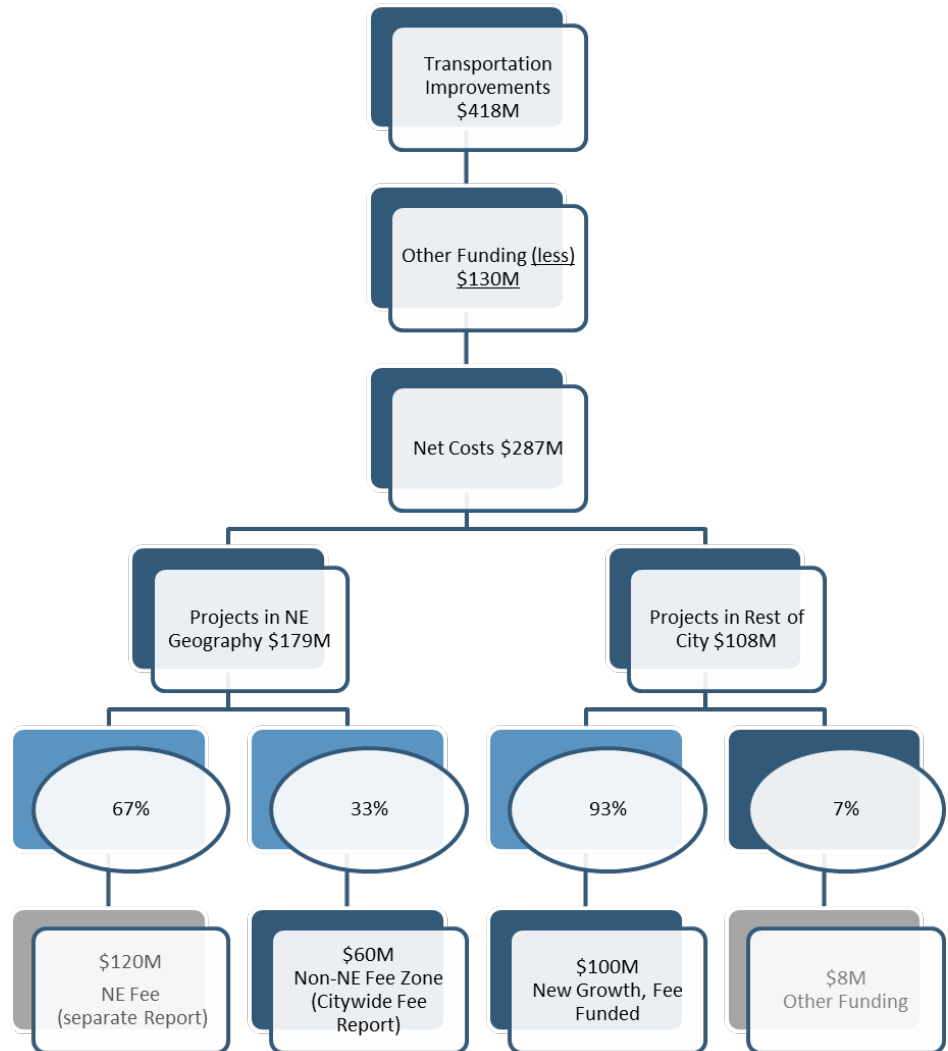 Transportation
Improvements
$418M
Other Funding (less)
$130M
Net Costs $287M
Projects in NE
Geography $179M
Projects in Rest of
City $108M
67%
33%
93%
7%
$120M
NE Fee
(separate Report)
$60M
Non-NE Fee Zone
(Citywide Fee
Report)
$100M
New Growth, Fee
Funded
$8M
Other Funding